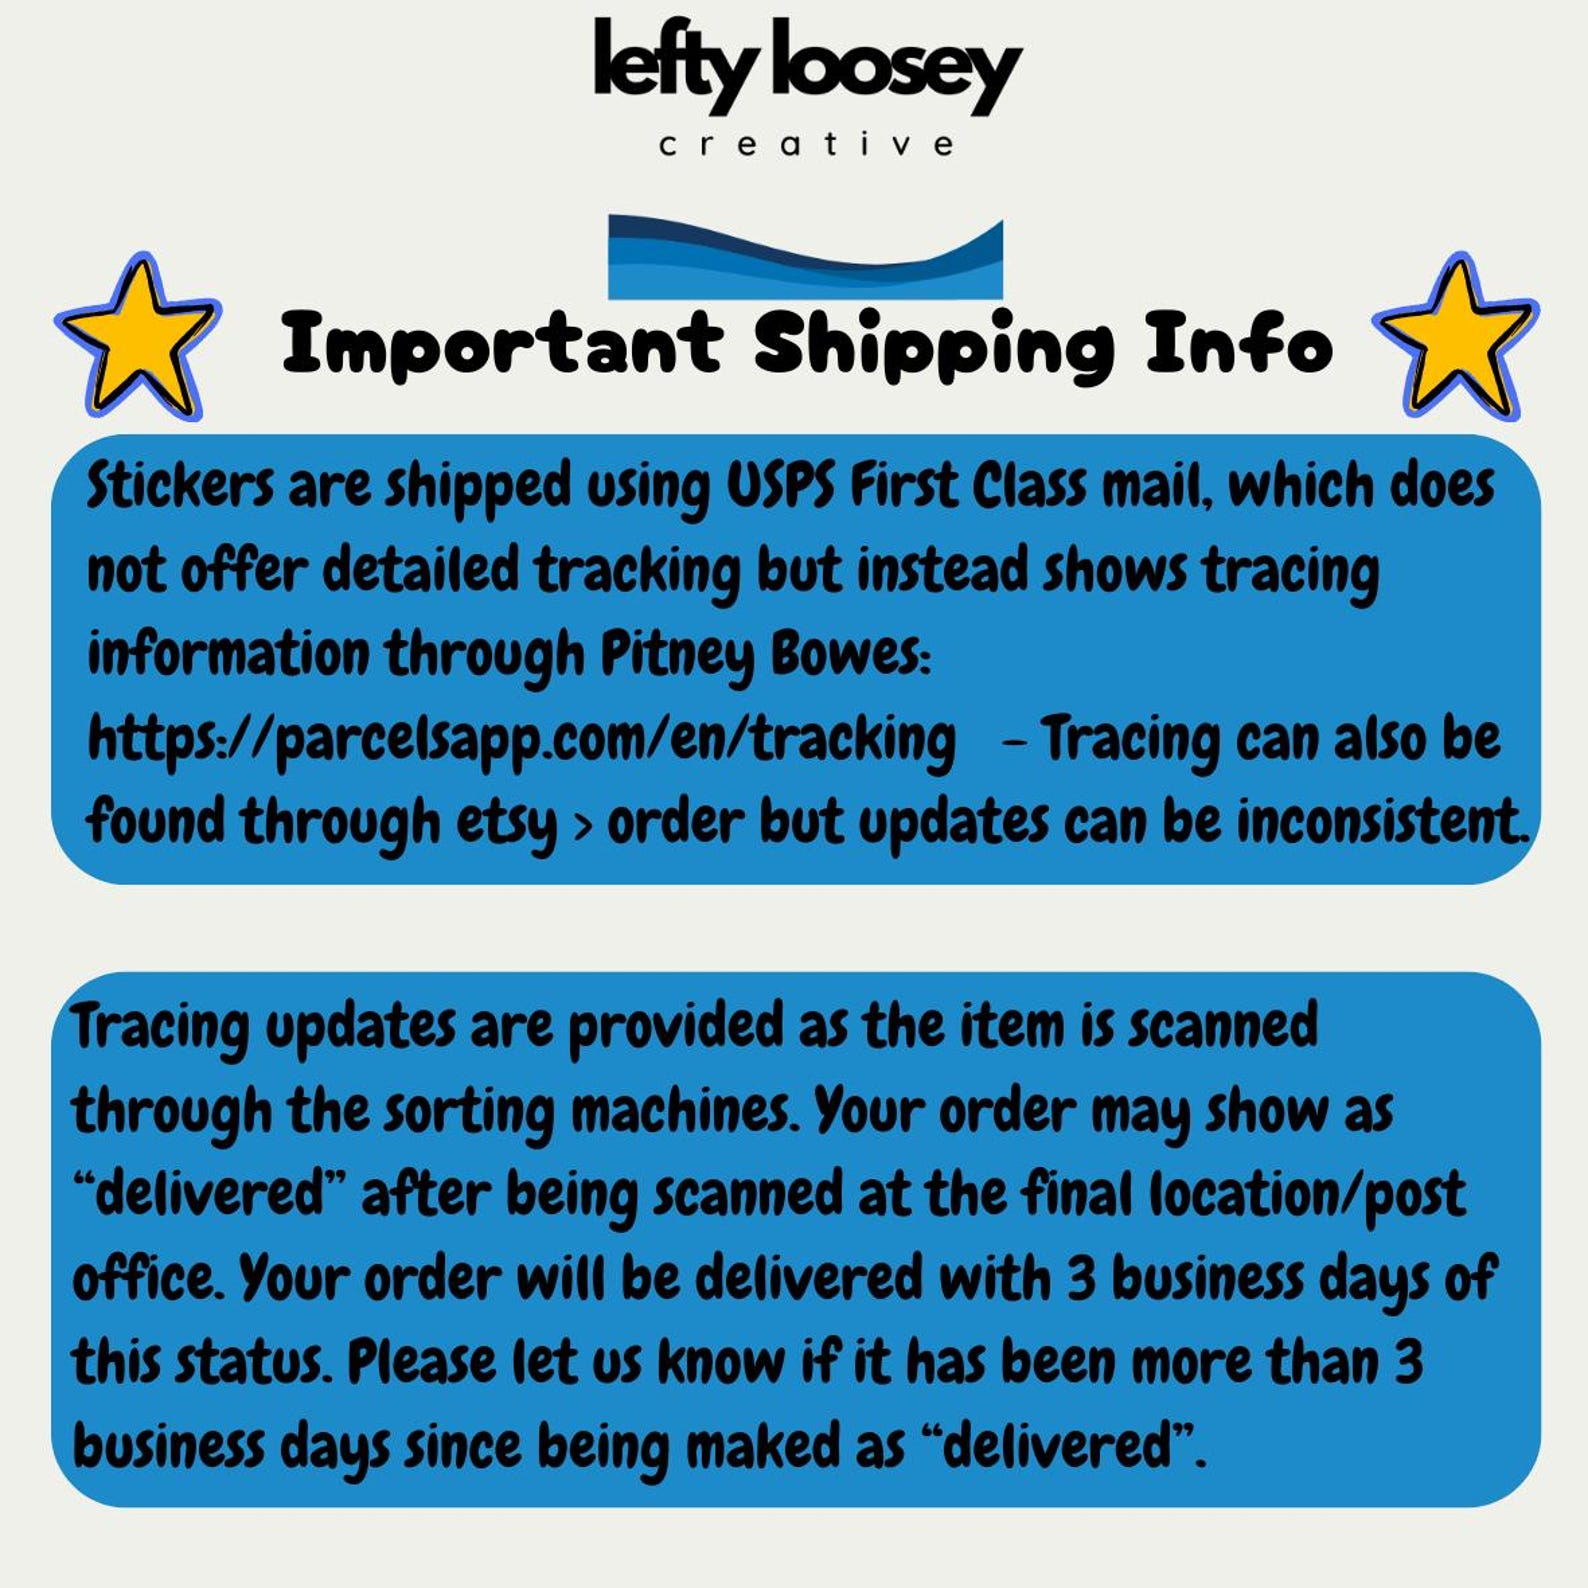 lefty loosey
creative
Important Shipping Info
Stickers are shipped using USPS First Class mail, which does
not offer detailed tracking but instead shows tracing
information through Pitney Bowes:
https://parcelsapp.com/en/tracking – Tracing can also be
found through etsy > order but updates can be inconsistent.
Tracing updates are provided as the item is scanned
through the sorting machines. Your order may show as
“delivered” after being scanned at the final location/post
office. Your order will be delivered with 3 business days of
this status. Please let us know if it has been more than 3
business days since being maked as “delivered”.